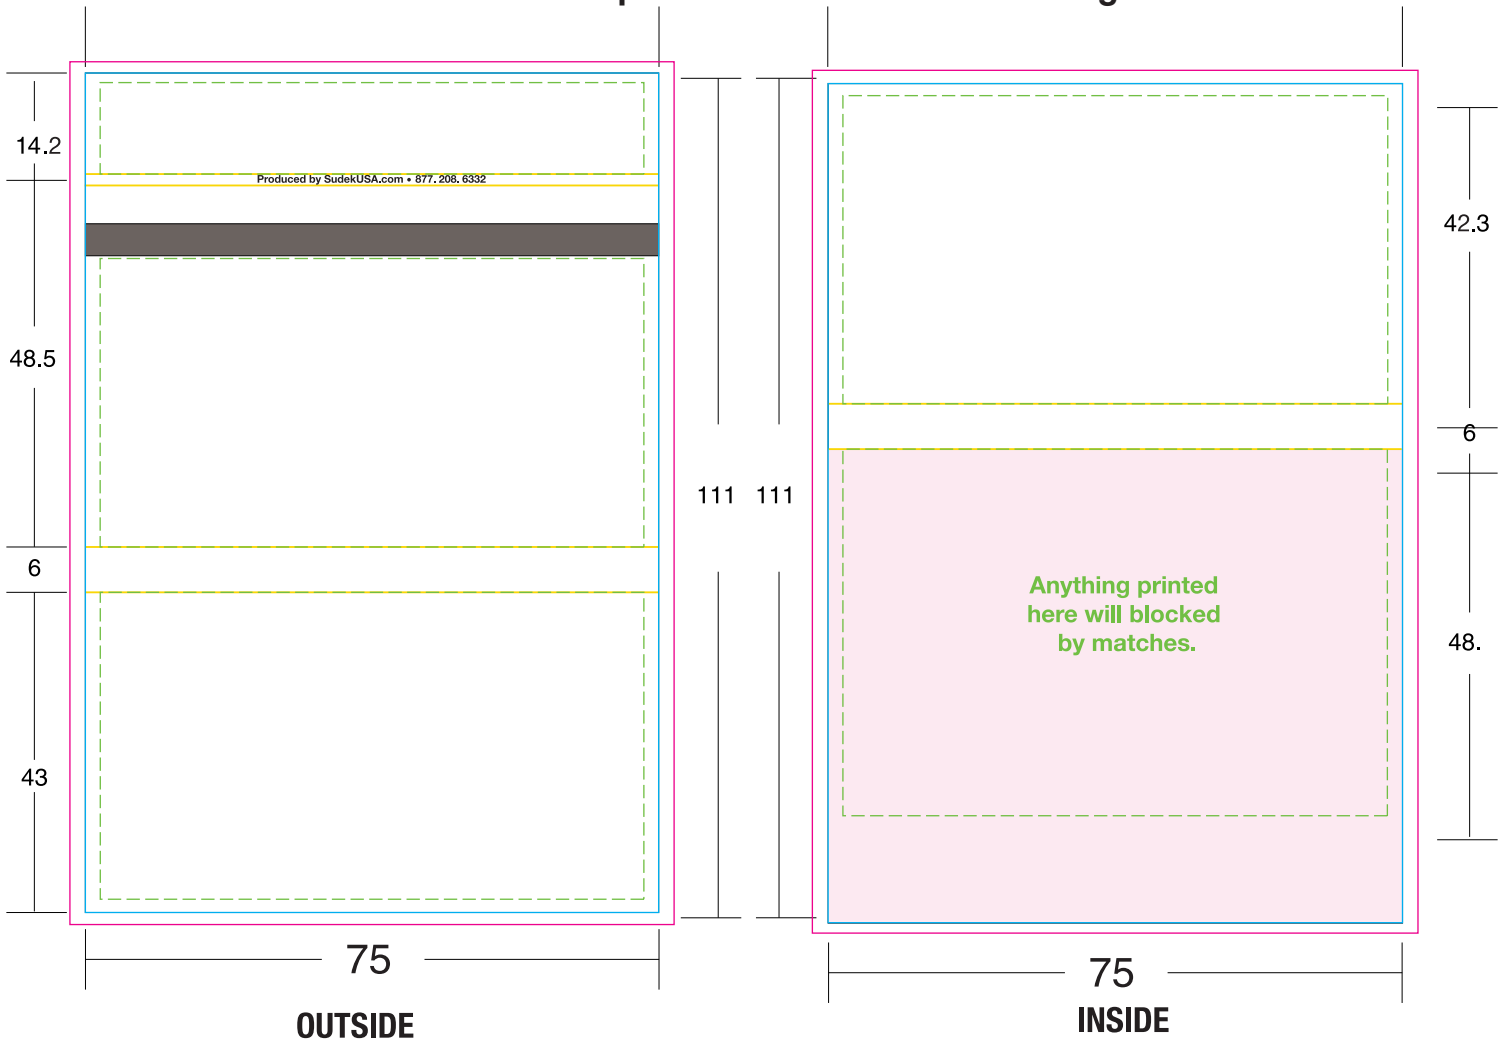 14.2
Produced by SudekUSA.com • 877. 208. 6332
48.5
6
43
111
75
OUTSIDE
111
42.3
6
Anything printed
here will blocked
by matches.
48.
75
INSIDE